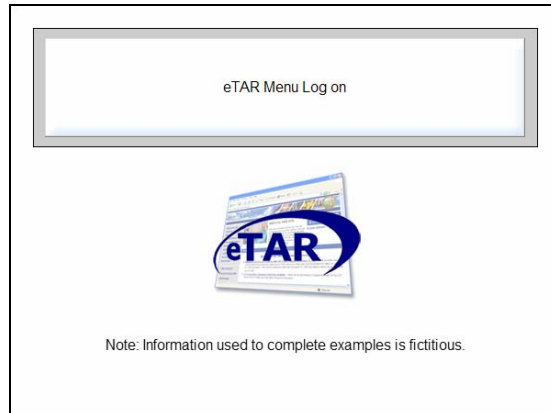 eTAR Menu Log on
eTAR
Note: Information used to complete examples is fictitious.